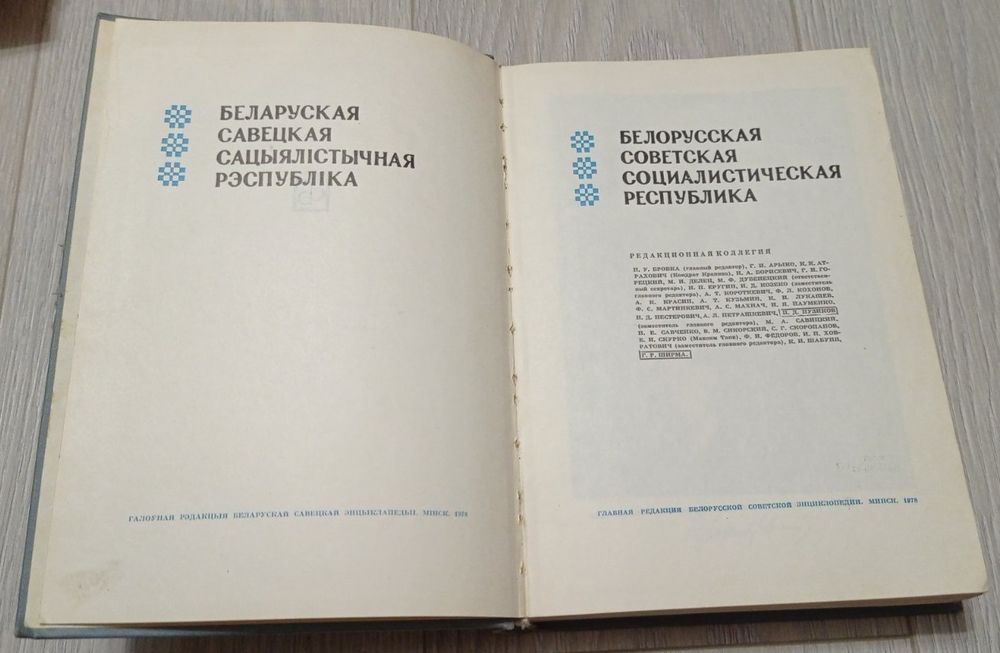 БЕЛАРУСКАЯ
САВЕЦКАЯ
САЦЫЯЛІСТЫЧНАЯ
РЭСПУБЛІКА
ГАЛОЎНАЯ РЭДАКЦЫЯ БЕЛАРУСКАЙ САВЕЦКАЙ ЭНЦЫКЛАПЕДЫІ. МІНСК. 1978
БЕЛОРУССКАЯ
СОВЕТСКАЯ
СОЦИАЛИСТИЧЕСКАЯ
РЕСПУБЛИКА
РЕДАКЦИОННАЯ КОЛЛЕГИЯ
П. У. БРОВКА (главный редактор), Г. И. АРЫКО, К. К. АТ-
РАХОВИЧ (Кондрат Крапива), Н. А. БОРИСЕВИЧ, Г. И. ГО-
РЕЦКИЙ, М. И. ДЕЛЕЦ, М. Ф. ДУБЕНЕЦКИЙ (ответствен-
ный секретарь), Н. П. ЕРУГИН, И. Д. КОЗЕКО (заместитель
главного редактора), А. Т. КОРОТКЕВИЧ, Ф. Л. КОХОНОВ,
А. К. КРАСИН, А. Т. КУЗЬМИН, К. И. ЛУКАШЕВ,
Ф. С. МАРТИНКЕВИЧ, А. С. МАХНАЧ, И. Я. НАУМЕНКО,
П. Д. ПЕСТЕРОВИЧ, А. Л. ПЕТРАШКЕВИЧ, П. Д. ПУЗИКОВ
(заместитель главного редактора), М. А. САВИЦКИЙ,
И. Е. САВЧЕНКО, В. М. СИКОРСКИЙ, С. Г. СКОРОПАНОВ,
Е. И. СКУРКО (Максим Танк), Ф. И. ФЕДОРОВ, И. П. ХОВ-
РАТОВИЧ (заместитель главного редактора), К. И. ШАБУНЯ,
Г. Р. ШИРМА.
ГЛАВНАЯ РЕДАКЦИЯ БЕЛОРУССКОЙ СОВЕТСКОЙ ЭНЦИКЛОПЕДИИ. МИНСК. 1978